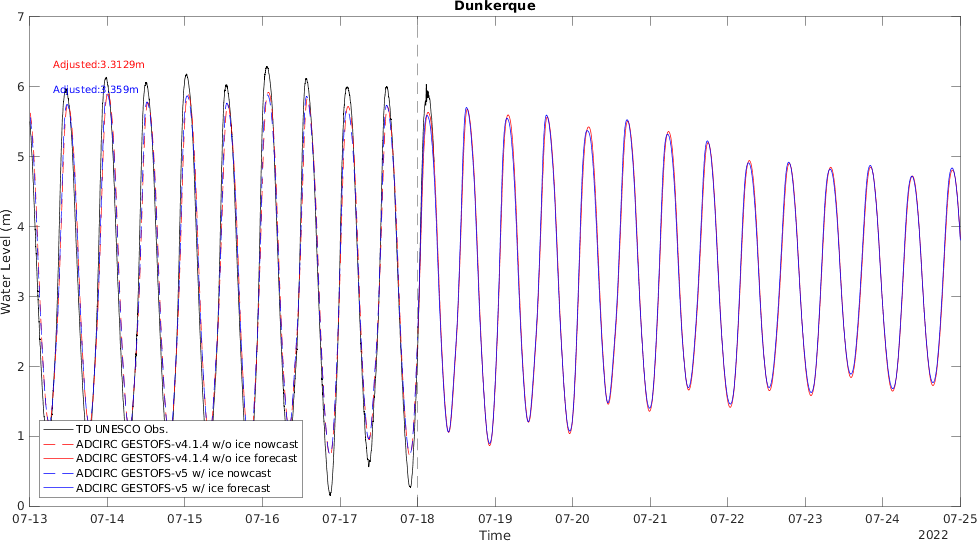 Dunkerque
7
Adjusted:3.3129m
6
Adjusted:3.359m
5
4
3
2
1
0
Water Level (m)
TD UNESCO Obs.
ADCIRC GESTOFS-v4.1.4 w/o ice nowcast
ADCIRC GESTOFS-v4.1.4 w/o ice forecast
ADCIRC GESTOFS-v5 w/ ice nowcast
ADCIRC GESTOFS-v5 w/ ice forecast
07-13 07-14 07-15 07-16 07-17 07-18 07-19 07-20 07-21 07-22 07-23 07-24 07-25
Time
2022